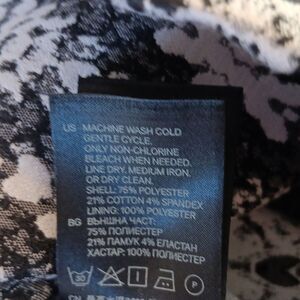 US - MACHINE WASH COLD
GENTLE CYCLE.
ONLY NON-CHLORINE
BLEACH WHEN NEEDED.
LINE DRY, MEDIUM IRON.
OR DRY CLEAN.
SHELL: 75% POLYESTER
21% COTTON 4% SPANDEX
LINING: 100% POLYESTER
BG ВЪНШНА ЧАСТ:
75% ПОЛИЕСТЕР
21% ПАМУК 4% ЕЛАСТАН
ХАСТАР: 100% ПОЛИЕСТЕР
30
P